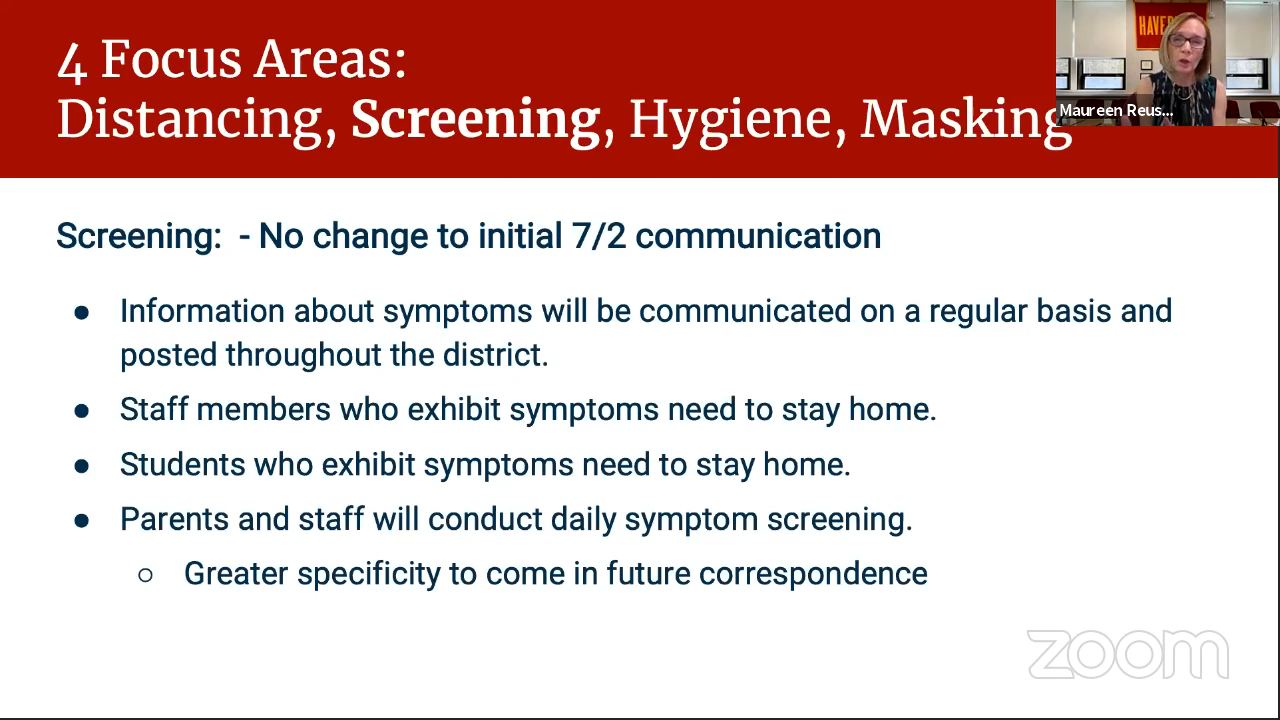 4 Focus Areas:
Distancing, Screening, Hygiene, Masking
HAVE
Maureen Reus...
Screening: - No change to initial 7/2 communication
● Information about symptoms will be communicated on a regular basis and
posted throughout the district.
● Staff members who exhibit symptoms need to stay home.
● Students who exhibit symptoms need to stay home.
● Parents and staff will conduct daily symptom screening.
○ Greater specificity to come in future correspondence
zoom